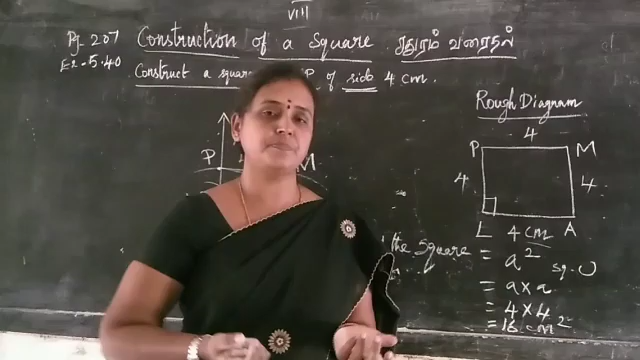 VIII
Pg-207 Construction of a Square சதுரம் வரைதல்
Ex-5.40
Construct a square P of side 4 cm.
Rough Diagram
4
P M
4 4
L 4 cm A
P M
the square = a²
= a x a
= 4 x 4
= 16 cm²